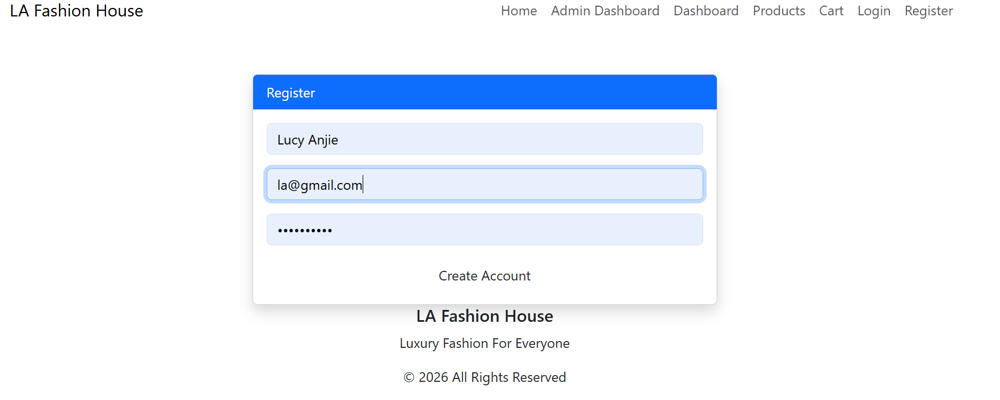 LA Fashion House
Home Admin Dashboard Dashboard Products Cart Login Register
Register
Lucy Anjie
la@gmail.com
••••••••••
Create Account
LA Fashion House
Luxury Fashion For Everyone
© 2026 All Rights Reserved